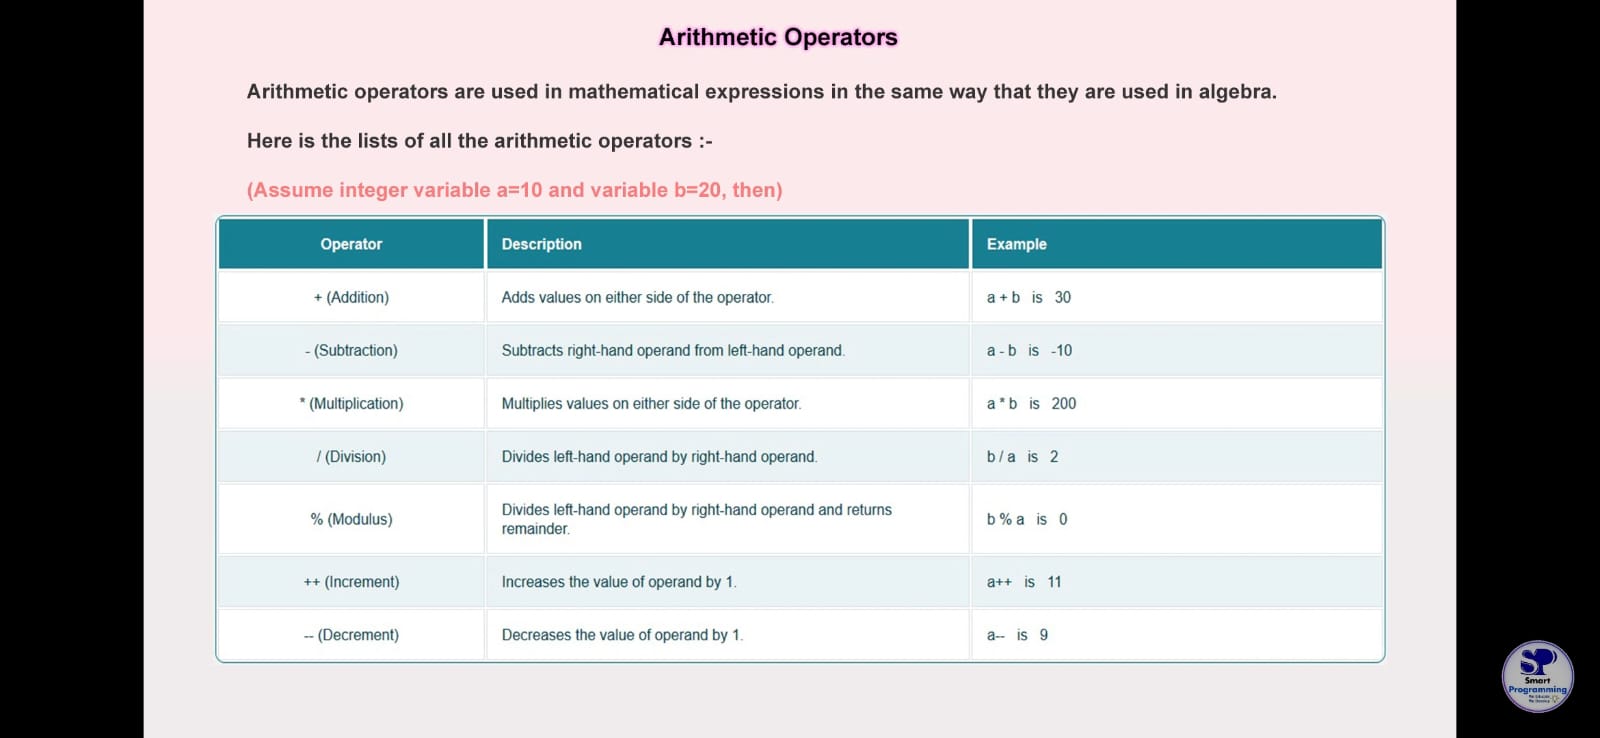 Arithmetic Operators
Arithmetic operators are used in mathematical expressions in the same way that they are used in algebra.
Here is the lists of all the arithmetic operators :-
(Assume integer variable a=10 and variable b=20, then)
Operator Description Example
+ (Addition) Adds values on either side of the operator. a + b is 30
- (Subtraction) Subtracts right-hand operand from left-hand operand. a - b is -10
* (Multiplication) Multiplies values on either side of the operator. a * b is 200
/ (Division) Divides left-hand operand by right-hand operand. b / a is 2
% (Modulus) Divides left-hand operand by right-hand operand and returns
remainder. b % a is 0
++ (Increment) Increases the value of operand by 1. a++ is 11
-- (Decrement) Decreases the value of operand by 1. a-- is 9
SP
Smart
Programming